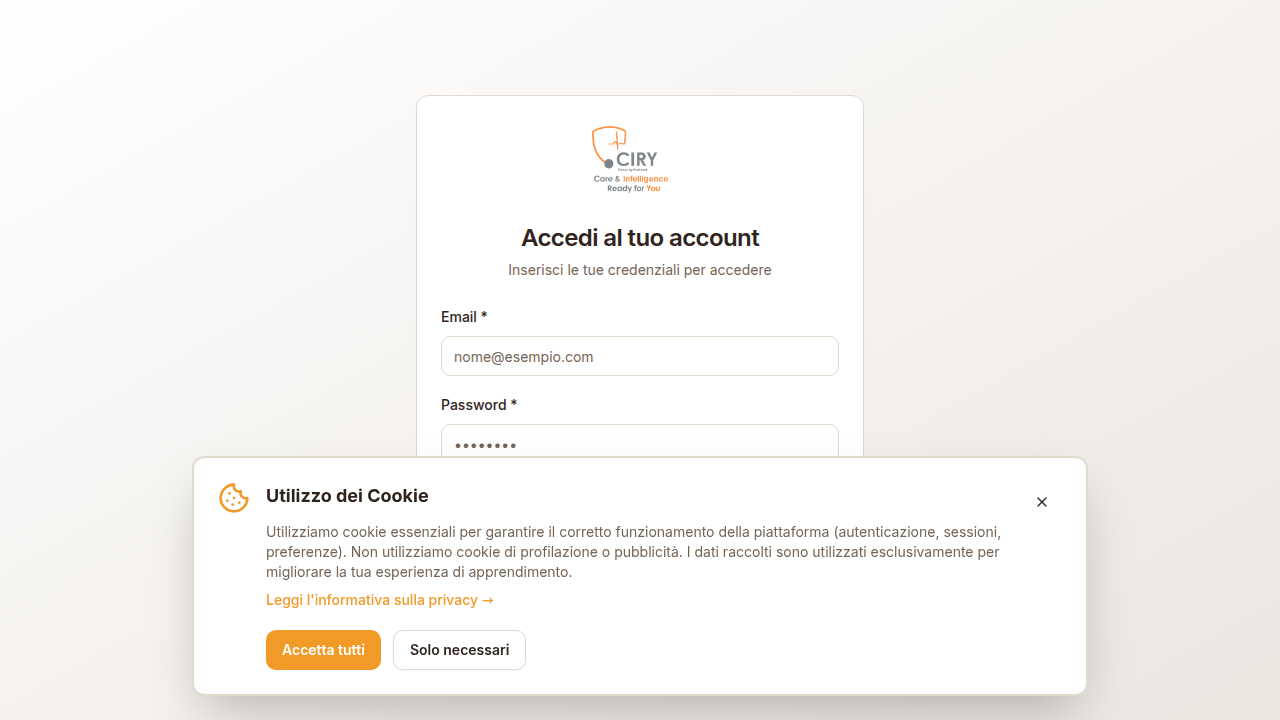 CIRY
Care & Intelligence
Ready for You
Accedi al tuo account
Inserisci le tue credenziali per accedere
Email *
nome@esempio.com
Password *
••••••••
Utilizzo dei Cookie
×
Utilizziamo cookie essenziali per garantire il corretto funzionamento della piattaforma (autenticazione, sessioni,
preferenze). Non utilizziamo cookie di profilazione o pubblicità. I dati raccolti sono utilizzati esclusivamente per
migliorare la tua esperienza di apprendimento.
Leggi l'informativa sulla privacy →
Accetta tutti
Solo necessari